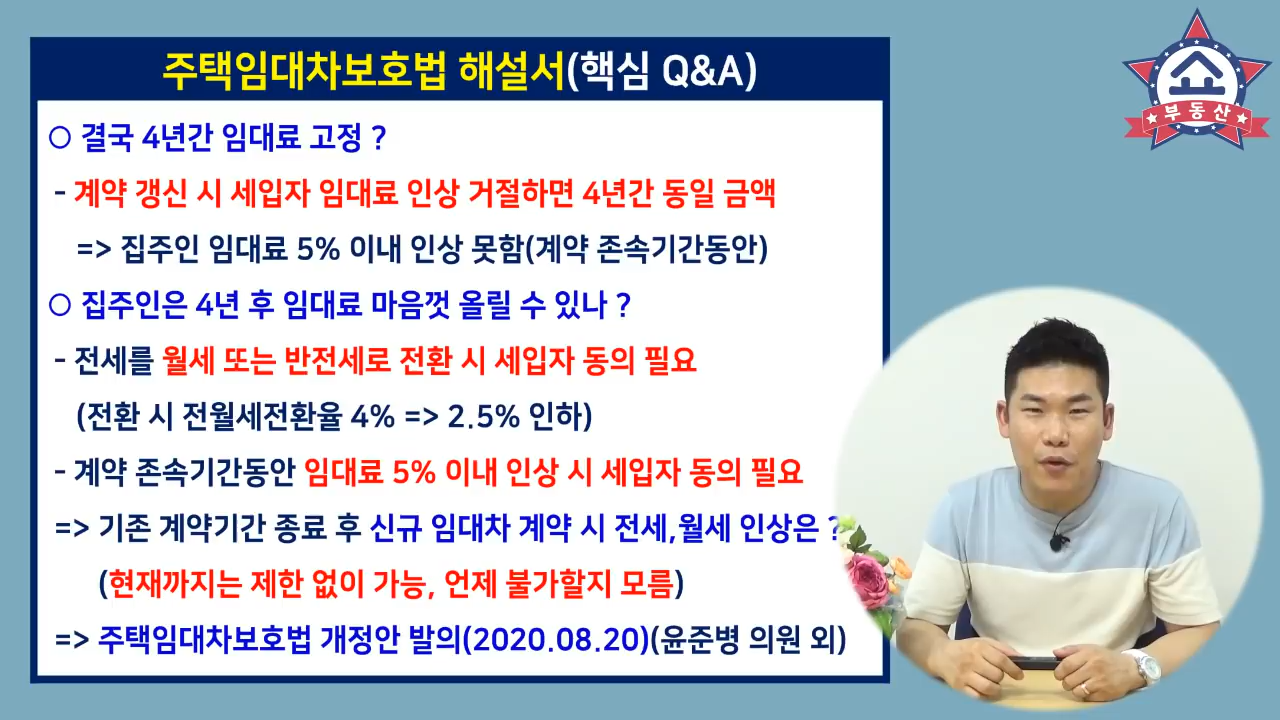 주택임대차보호법 해설서(핵심 Q&A)
○ 결국 4년간 임대료 고정 ?
- 계약 갱신 시 세입자 임대료 인상 거절하면 4년간 동일 금액
=> 집주인 임대료 5% 이내 인상 못함(계약 존속기간동안)
○ 집주인은 4년 후 임대료 마음껏 올릴 수 있나 ?
- 전세를 월세 또는 반전세로 전환 시 세입자 동의 필요
(전환 시 전월세전환율 4% => 2.5% 인하)
- 계약 존속기간동안 임대료 5% 이내 인상 시 세입자 동의 필요
=> 기존 계약기간 종료 후 신규 임대차 계약 시 전세,월세 인상은 ?
(현재까지는 제한 없이 가능, 언제 불가할지 모름)
=> 주택임대차보호법 개정안 발의(2020.08.20)(윤준병 의원 외)
부동산